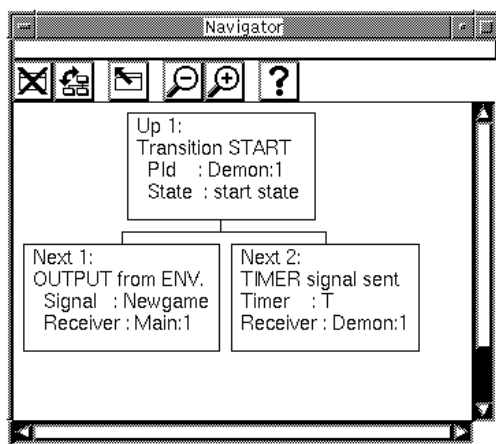 Navigator
?
Up 1:
Transition START
PId : Demon:1
State : start state
Next 1:
OUTPUT from ENV.
Signal : Newgame
Receiver : Main:1
Next 2:
TIMER signal sent
Timer : T
Receiver : Demon:1